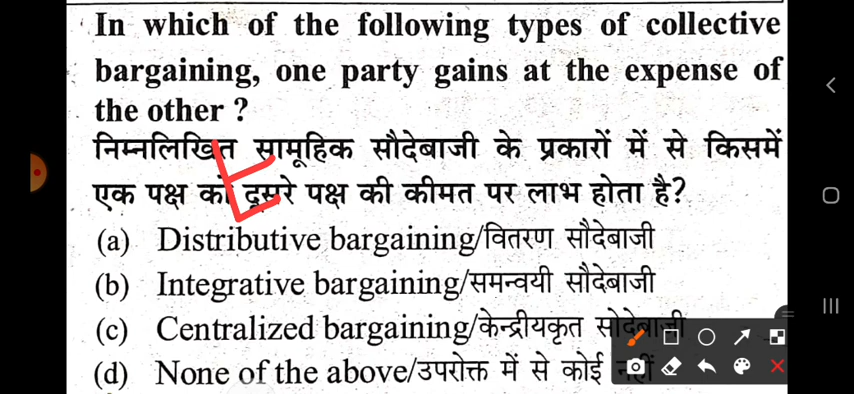 In which of the following types of collective
bargaining, one party gains at the expense of
the other ?
निम्नलिखित सामूहिक सौदेबाजी के प्रकारों में से किसमें
एक पक्ष को दूसरे पक्ष की कीमत पर लाभ होता है?
(a) Distributive bargaining/वितरण सौदेबाजी
(b) Integrative bargaining/समन्वयी सौदेबाजी
(c) Centralized bargaining/केन्द्रीयकृत सोदेबाजी
(d) None of the above/उपरोक्त में से कोई नहीं